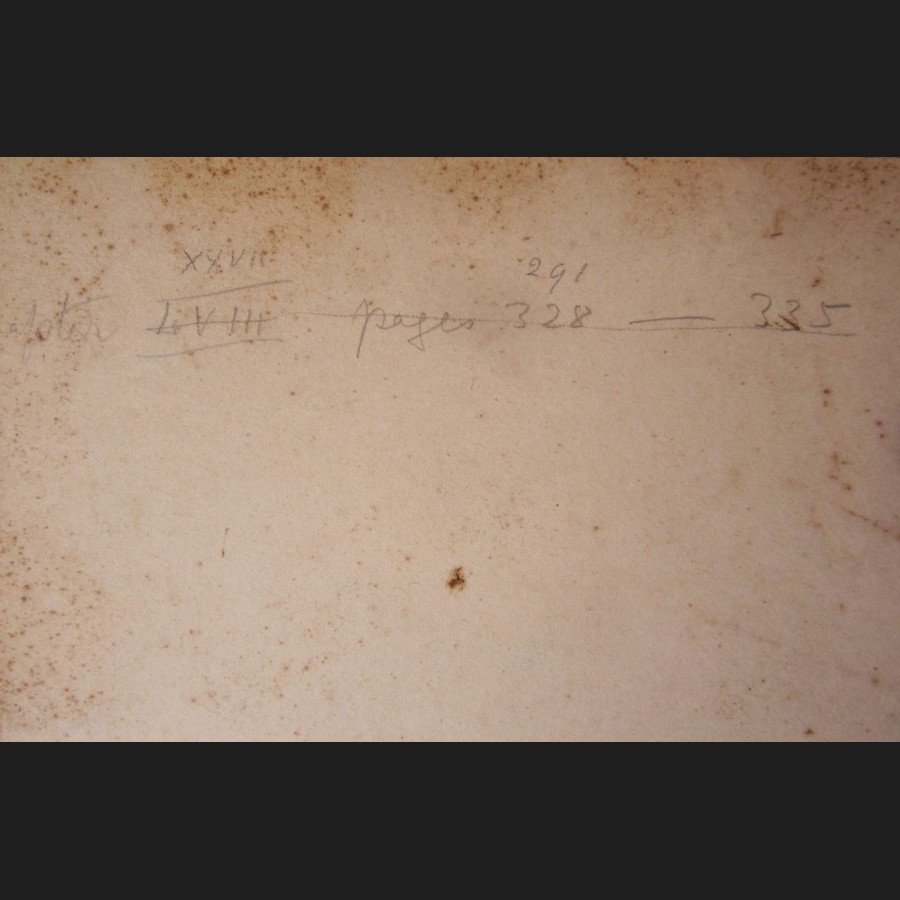 XXVII 291
apter LVIII pages 328 — 335